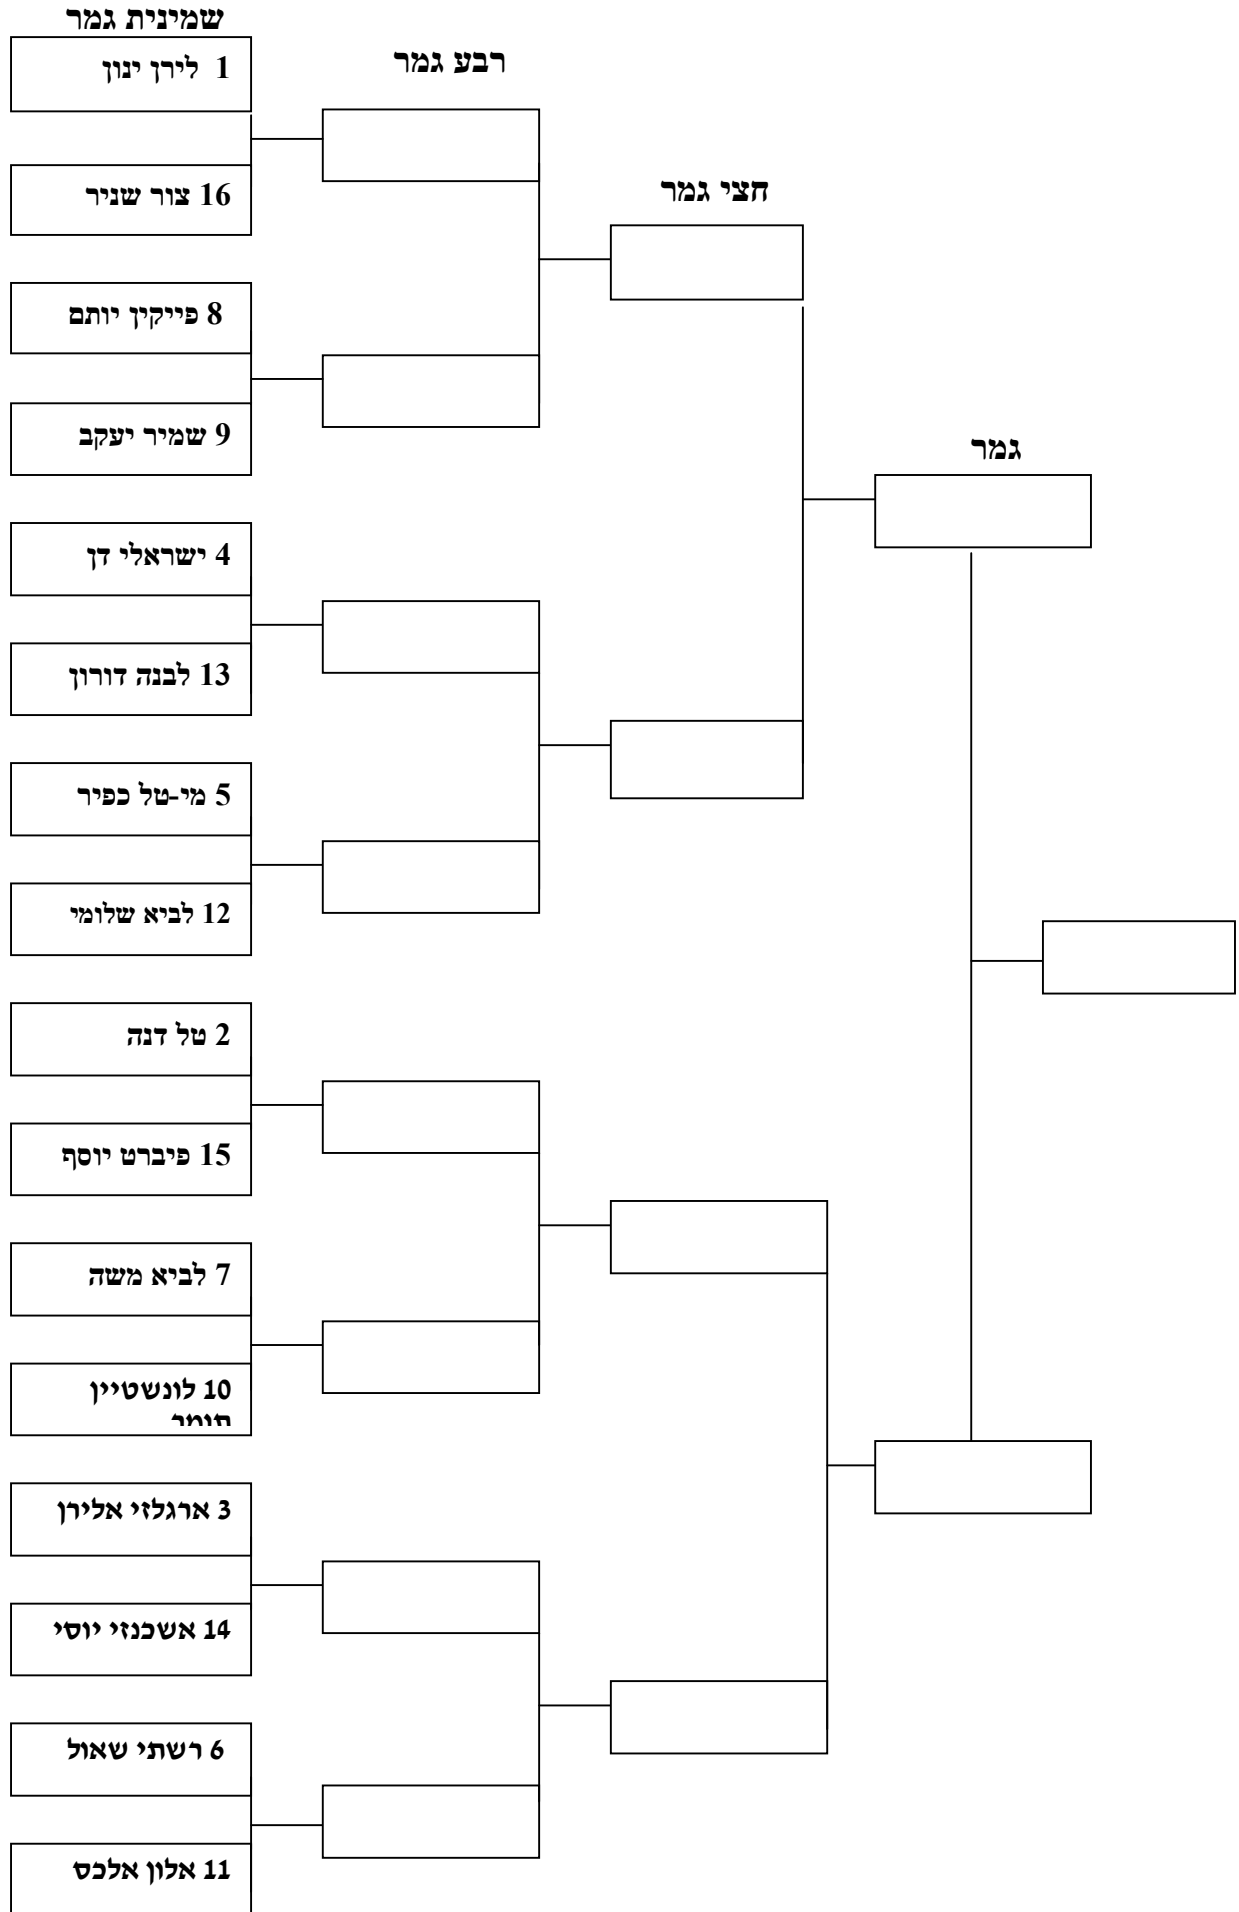 שמינית גמר
רבע גמר
חצי גמר
גמר
1 לירן ינון
16 צור שניר
8 פייקין יותם
9 שמיר יעקב
4 ישראלי דן
13 לבנה דורון
5 מי-טל כפיר
12 לביא שלומי
2 טל דנה
15 פיברט יוסף
7 לביא משה
10 לונשטיין
תומר
3 ארגלזי אלירן
14 אשכנזי יוסי
6 רשתי שאול
11 אלון אלכס